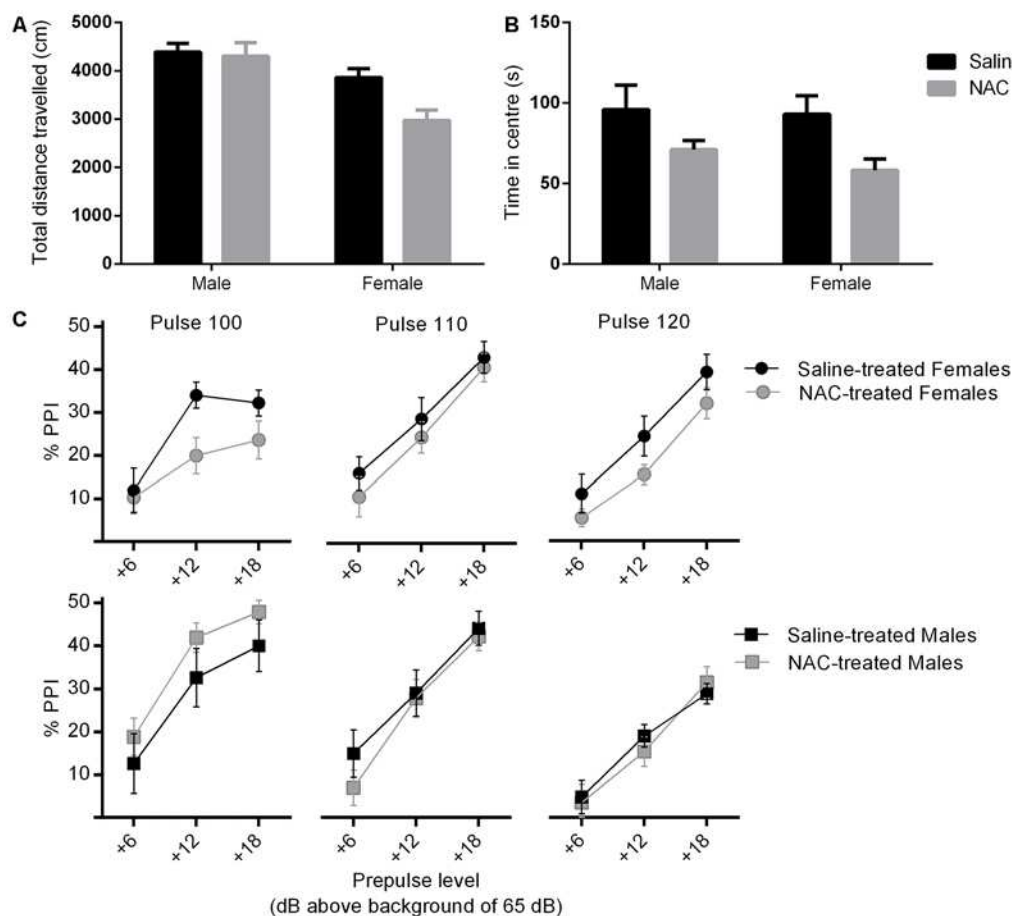 A
Total distance travelled (cm)
5000
4000
3000
2000
1000
0
Male
Female
B
Time in centre (s)
150
100
50
0
Male
Female
Salin
NAC
C
Pulse 100
Pulse 110
Pulse 120
% PPI
50
40
30
20
10
+6
+12
+18
+6
+12
+18
+6
+12
+18
Saline-treated Females
NAC-treated Females
% PPI
50
40
30
20
10
+6
+12
+18
+6
+12
+18
+6
+12
+18
Saline-treated Males
NAC-treated Males
Prepulse level
(dB above background of 65 dB)